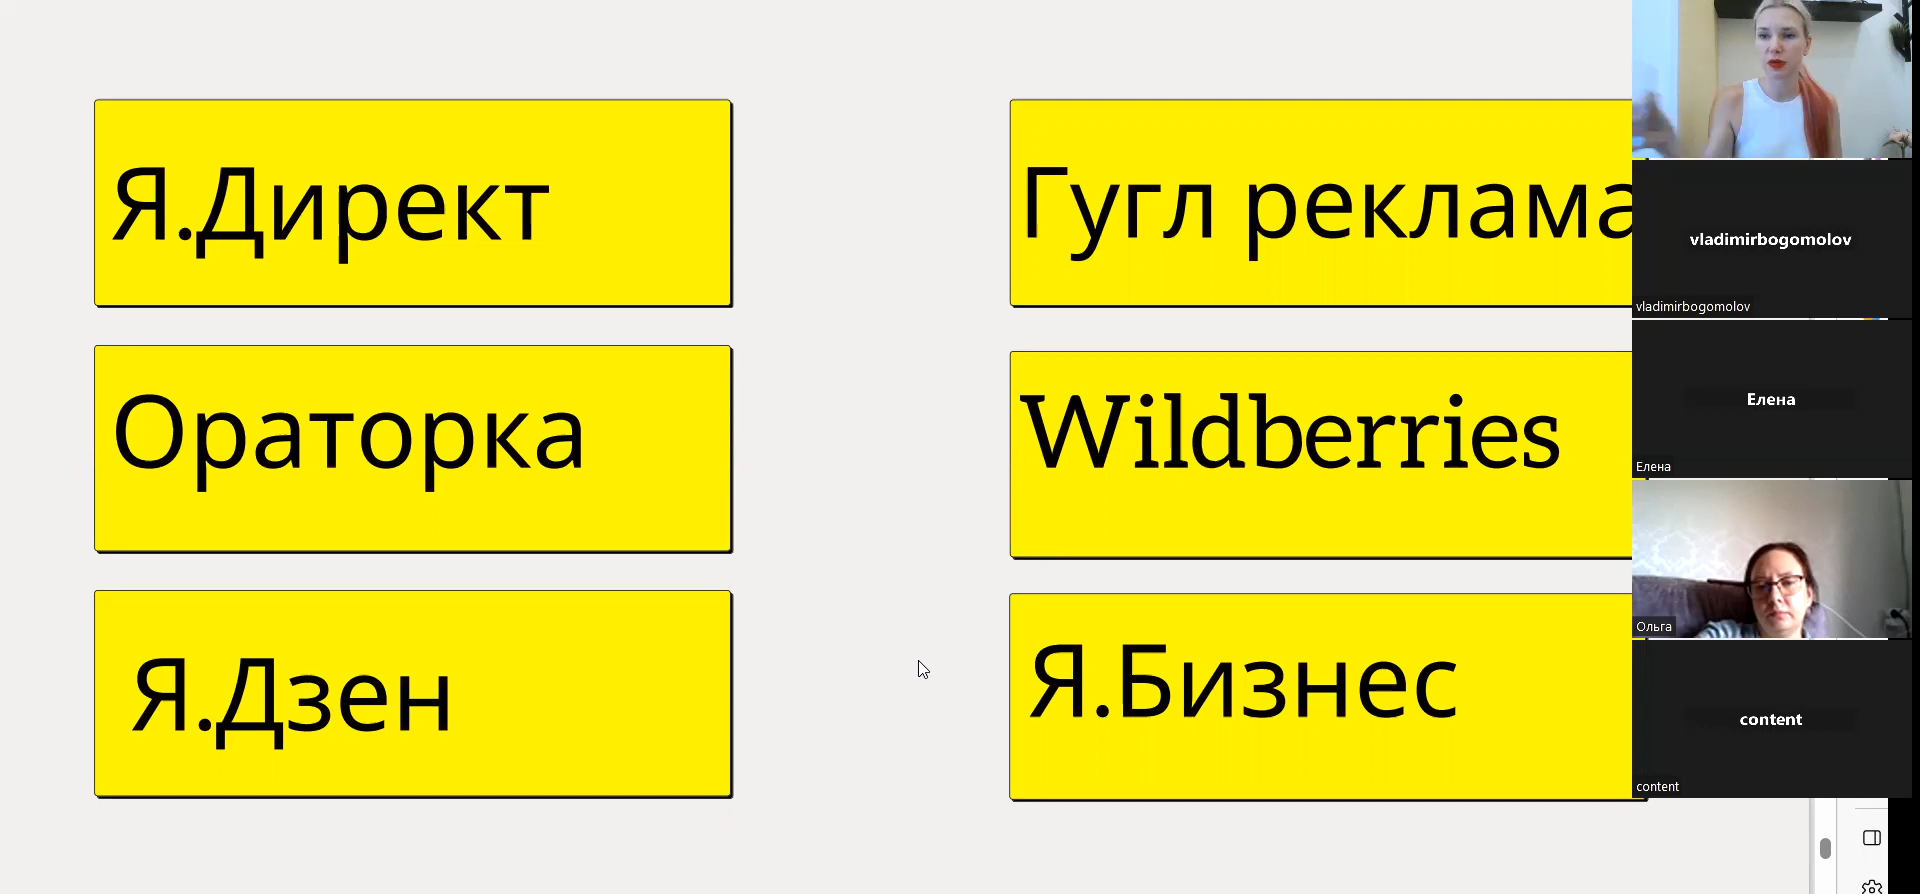 Я.Директ
Гугл реклама
Ораторка
Wildberries
Я.Дзен
Я.Бизнес
vladimirbogomolov
vladimirbogomolov
Елена
Елена
Ольга
content
content